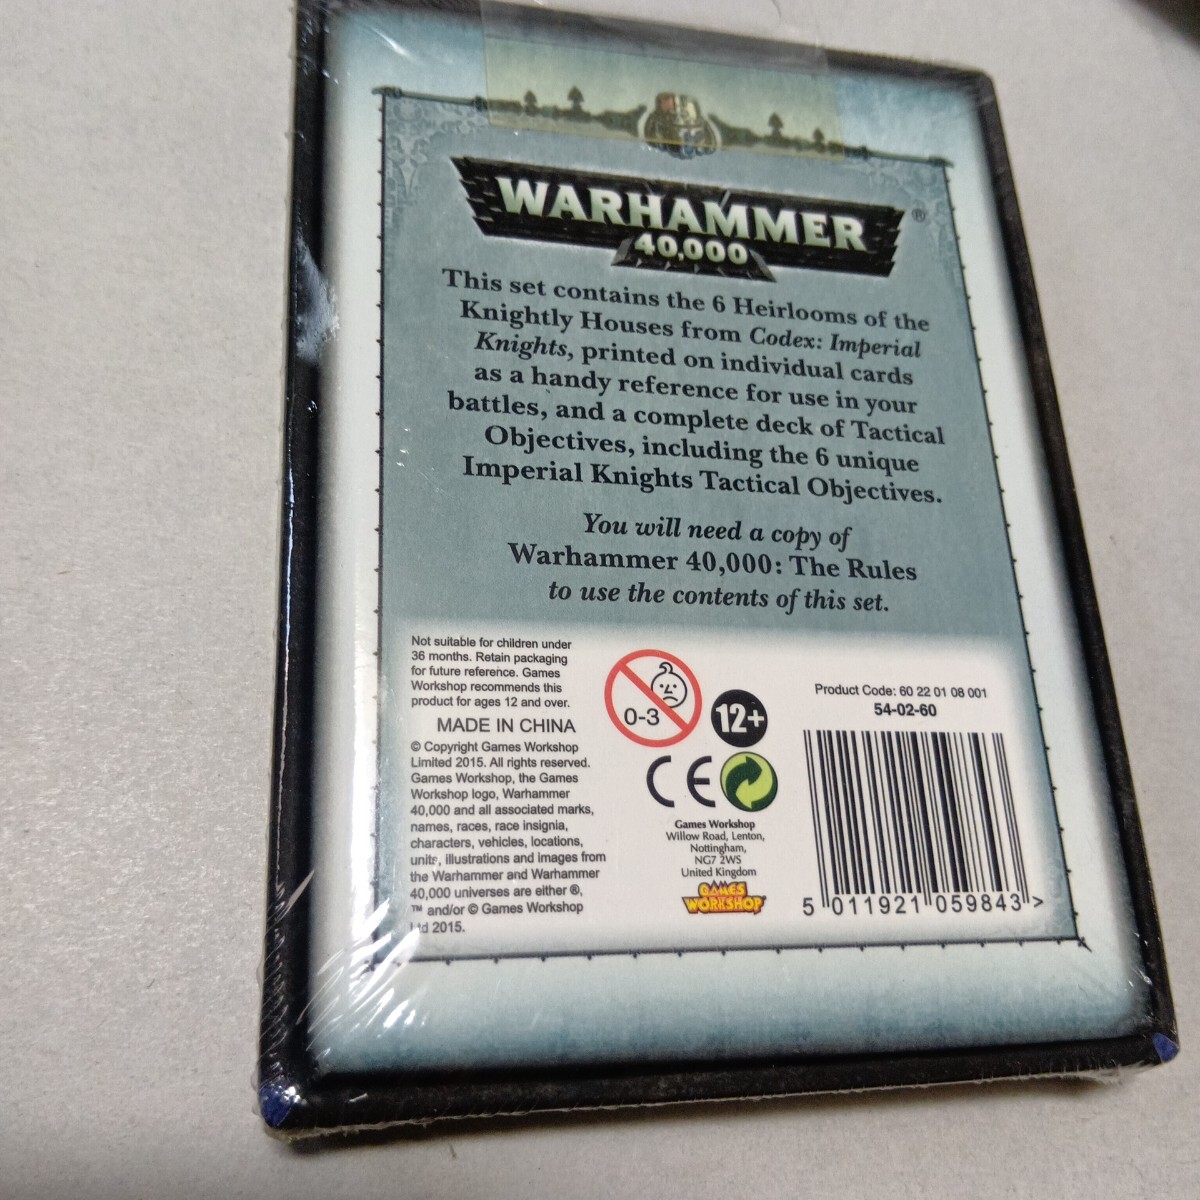 WARHAMMER ®
40,000
This set contains the 6 Heirlooms of the
Knightly Houses from Codex: Imperial
Knights, printed on individual cards
as a handy reference for use in your
battles, and a complete deck of Tactical
Objectives, including the 6 unique
Imperial Knights Tactical Objectives.
You will need a copy of
Warhammer 40,000: The Rules
to use the contents of this set.
Not suitable for children under
36 months. Retain packaging
for future reference. Games
Workshop recommends this
product for ages 12 and over.
MADE IN CHINA
© Copyright Games Workshop
Limited 2015. All rights reserved.
Games Workshop, the Games
Workshop logo, Warhammer
40,000 and all associated marks,
names, races, race insignia,
characters, vehicles, locations,
units, illustrations and images from
the Warhammer and Warhammer
40,000 universes are either ®,
™ and/or © Games Workshop
Ltd 2015.
0-3
12+
CE
Games Workshop
Willow Road, Lenton,
Nottingham,
NG7 2WS
United Kingdom
GAMES
WORKSHOP
Product Code: 60 22 01 08 001
54-02-60
5 011921 059843 >